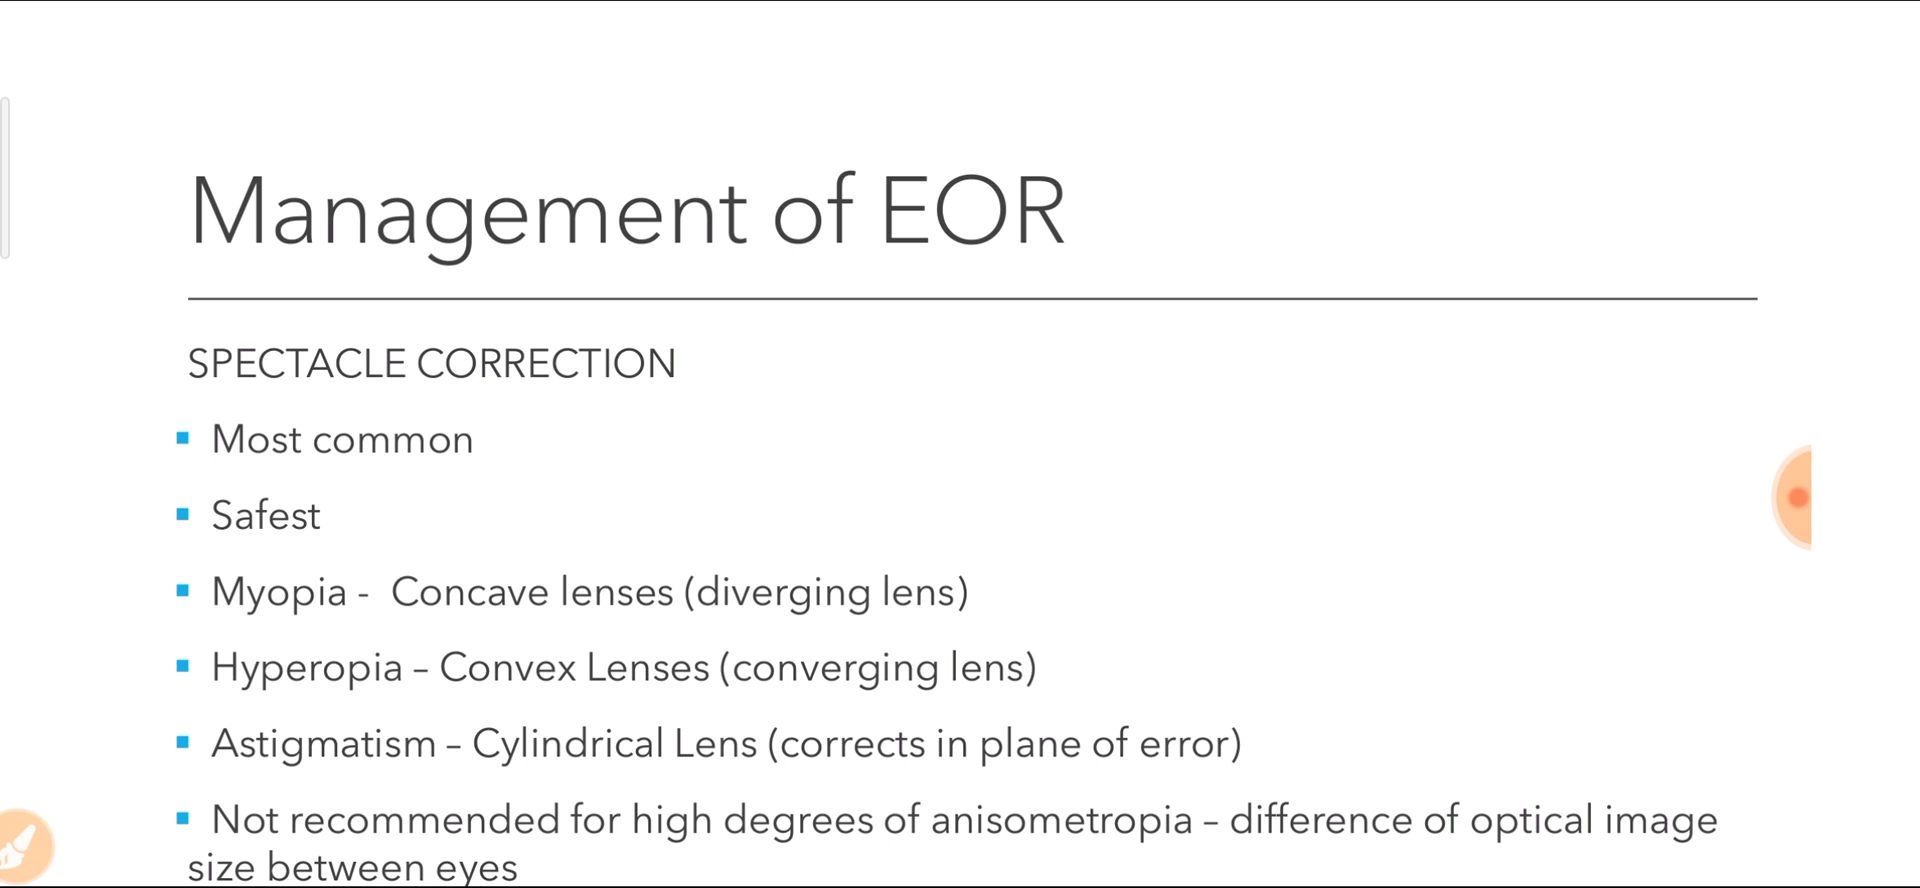 Management of EOR
SPECTACLE CORRECTION
Most common
Safest
Myopia -  Concave lenses (diverging lens)
Hyperopia – Convex Lenses (converging lens)
Astigmatism – Cylindrical Lens (corrects in plane of error)
Not recommended for high degrees of anisometropia – difference of optical image
size between eyes